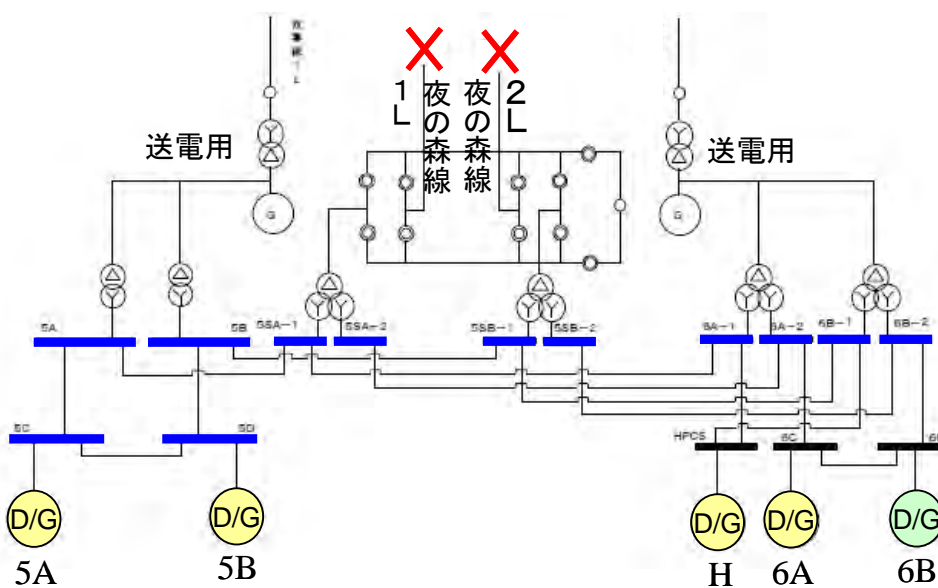 1L
夜の森線
夜の森線
2L
送電用
送電用
G
G
5A
5B
5SA-1
5SA-2
5SB-1
5SB-2
6A-1
6A-2
6B-1
6B-2
5C
5D
HPCS
6C
D/G
D/G
D/G
D/G
D/G
5A
5B
H
6A
6B